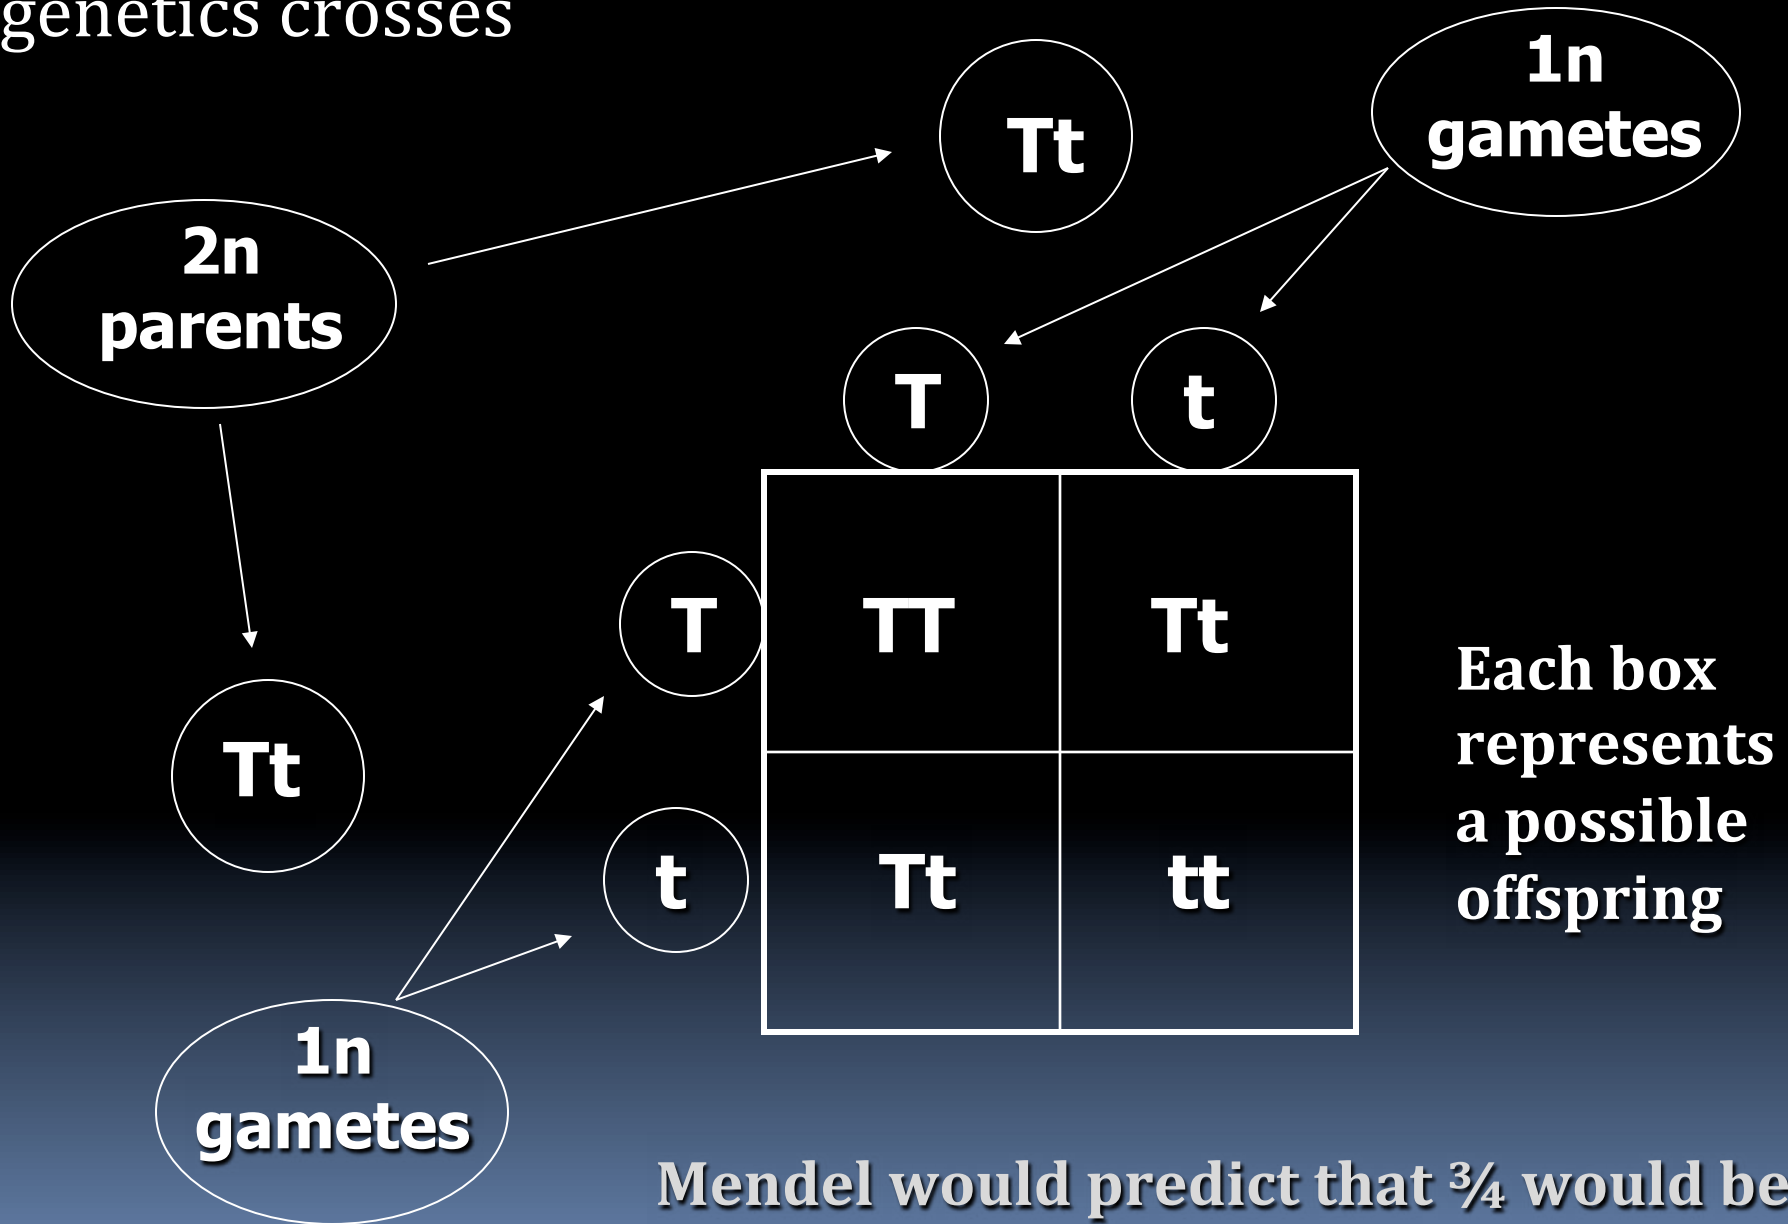 genetics crosses
1n
gametes
Tt
2n
parents
T t
T TT Tt
Each box
represents
a possible
offspring
Tt
t Tt tt
1n
gametes
Mendel would predict that ¾ would be